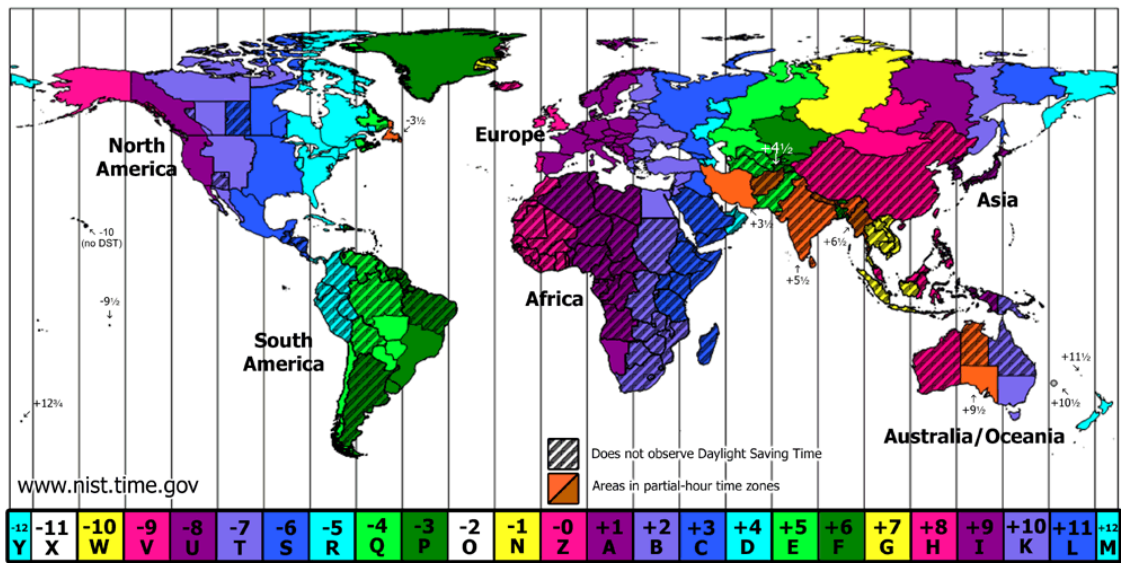 -3½
North
America
Europe
+4½
Asia
-10
(no DST)
+3½
+6½
+5½
-9½
Africa
South
America
+11½
+12¾
+10½
+9½
Australia/Oceania
Does not observe Daylight Saving Time
Areas in partial-hour time zones
www.nist.time.gov
-12 -11 -10 -9 -8 -7 -6 -5 -4 -3 -2 -1 -0 +1 +2 +3 +4 +5 +6 +7 +8 +9 +10 +11 +12
Y X W V U T S R Q P O N Z A B C D E F G H I K L M